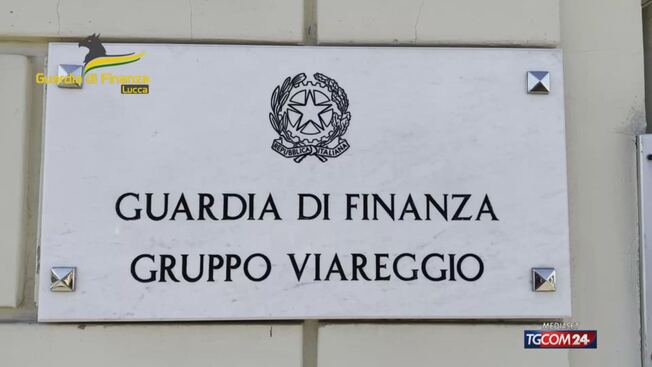 Guardia di Finanza
Lucca
REPUBBLICA ITALIANA
GUARDIA DI FINANZA
GRUPPO VIAREGGIO
MEDIASET
TGCOM24